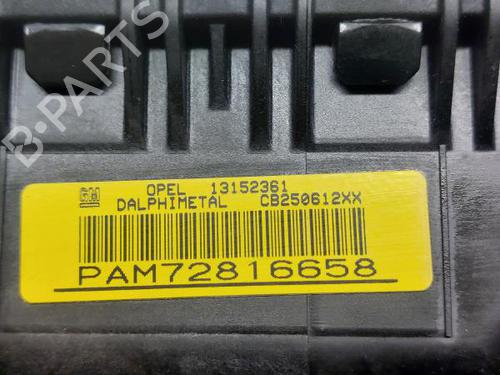 GM OPEL 13152361
DALPHIMETAL CB250612XX
PAM72816658
B-PARTS